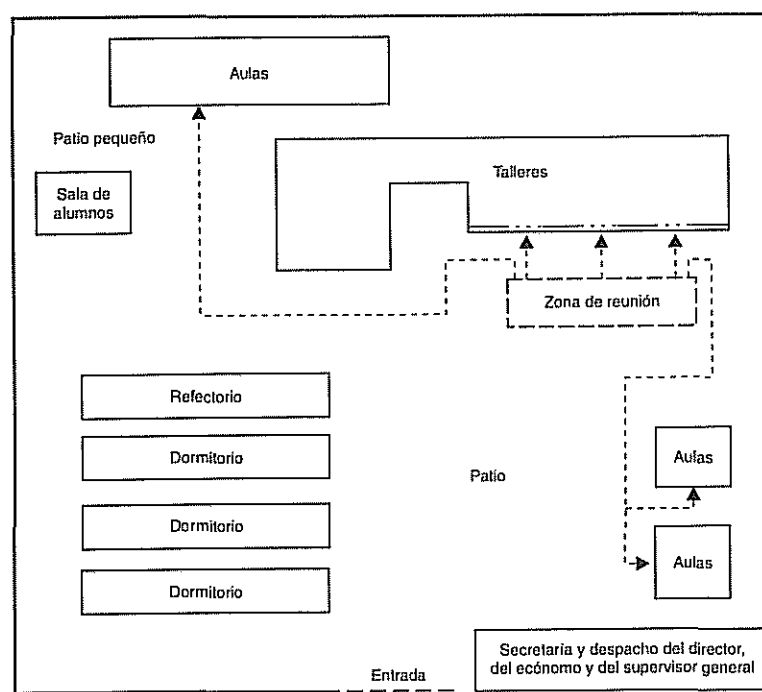 Aulas
Patio pequeño
Talleres
Sala de
alumnos
Zona de reunión
Refectorio
Dormitorio
Aulas
Patio
Dormitorio
Aulas
Dormitorio
Secretaría y despacho del director,
del ecónomo y del supervisor general
Entrada